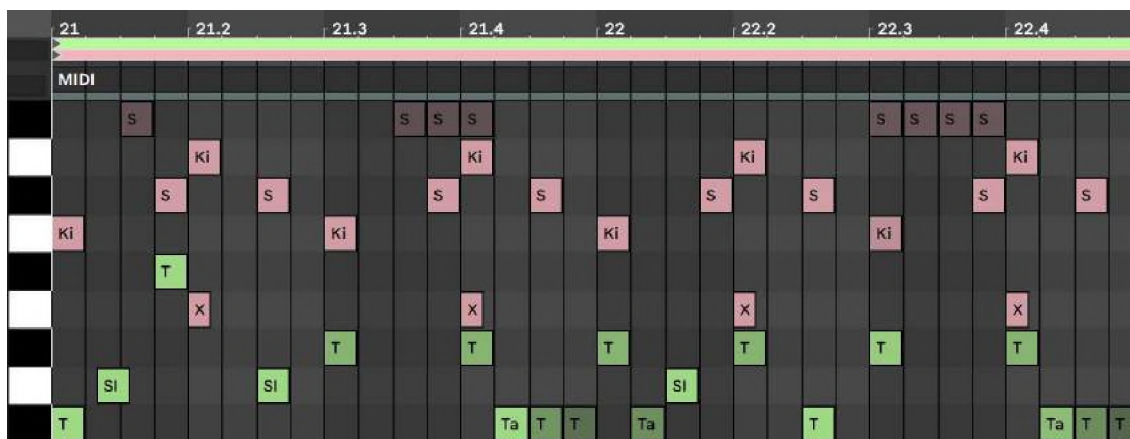 21 21.2 21.3 21.4 22 22.2 22.3 22.4
MIDI
S S S S S S S S
Ki Ki Ki Ki
S S S S S S S S
Ki Ki Ki Ki
T
X X X X
T T T T T T
Sl Sl Sl
T Ta T T Ta T Ta T T